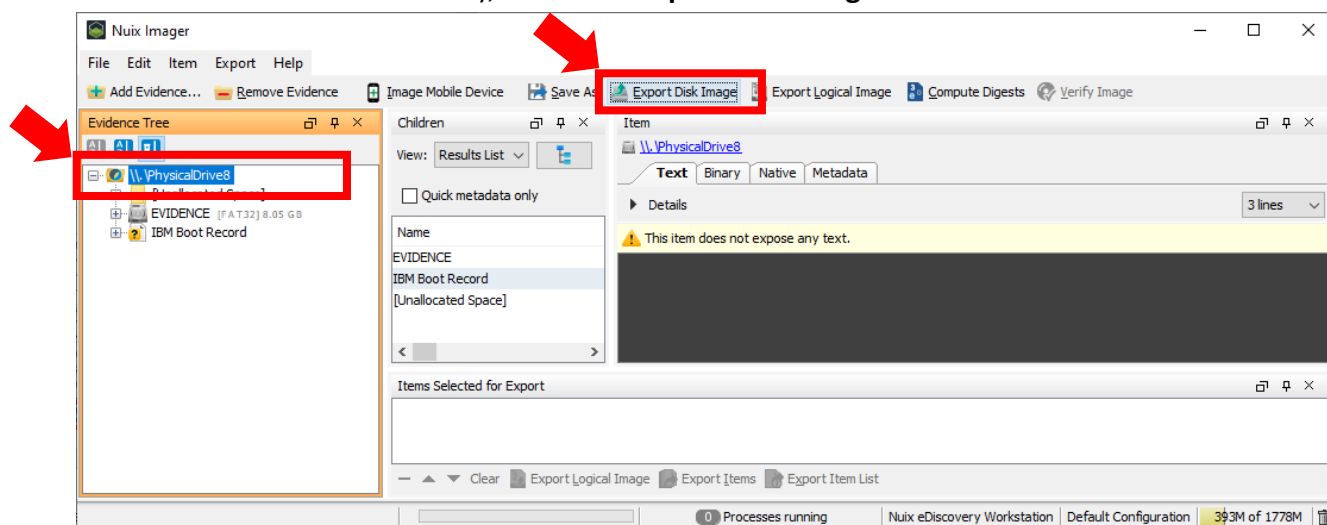 Nuix Imager
File Edit Item Export Help
Add Evidence... Remove Evidence Image Mobile Device Save As Export Disk Image Export Logical Image Compute Digests Verify Image
Evidence Tree
\\.\PhysicalDrive8
[Unallocated Space]
EVIDENCE [FAT32] 8.05 GB
IBM Boot Record
Children
View: Results List
Quick metadata only
Name
EVIDENCE
IBM Boot Record
[Unallocated Space]
Item
\\.\PhysicalDrive8
Text Binary Native Metadata
Details 3 lines
This item does not expose any text.
Items Selected for Export
Clear Export Logical Image Export Items Export Item List
0 Processes running Nuix eDiscovery Workstation Default Configuration 393M of 1778M